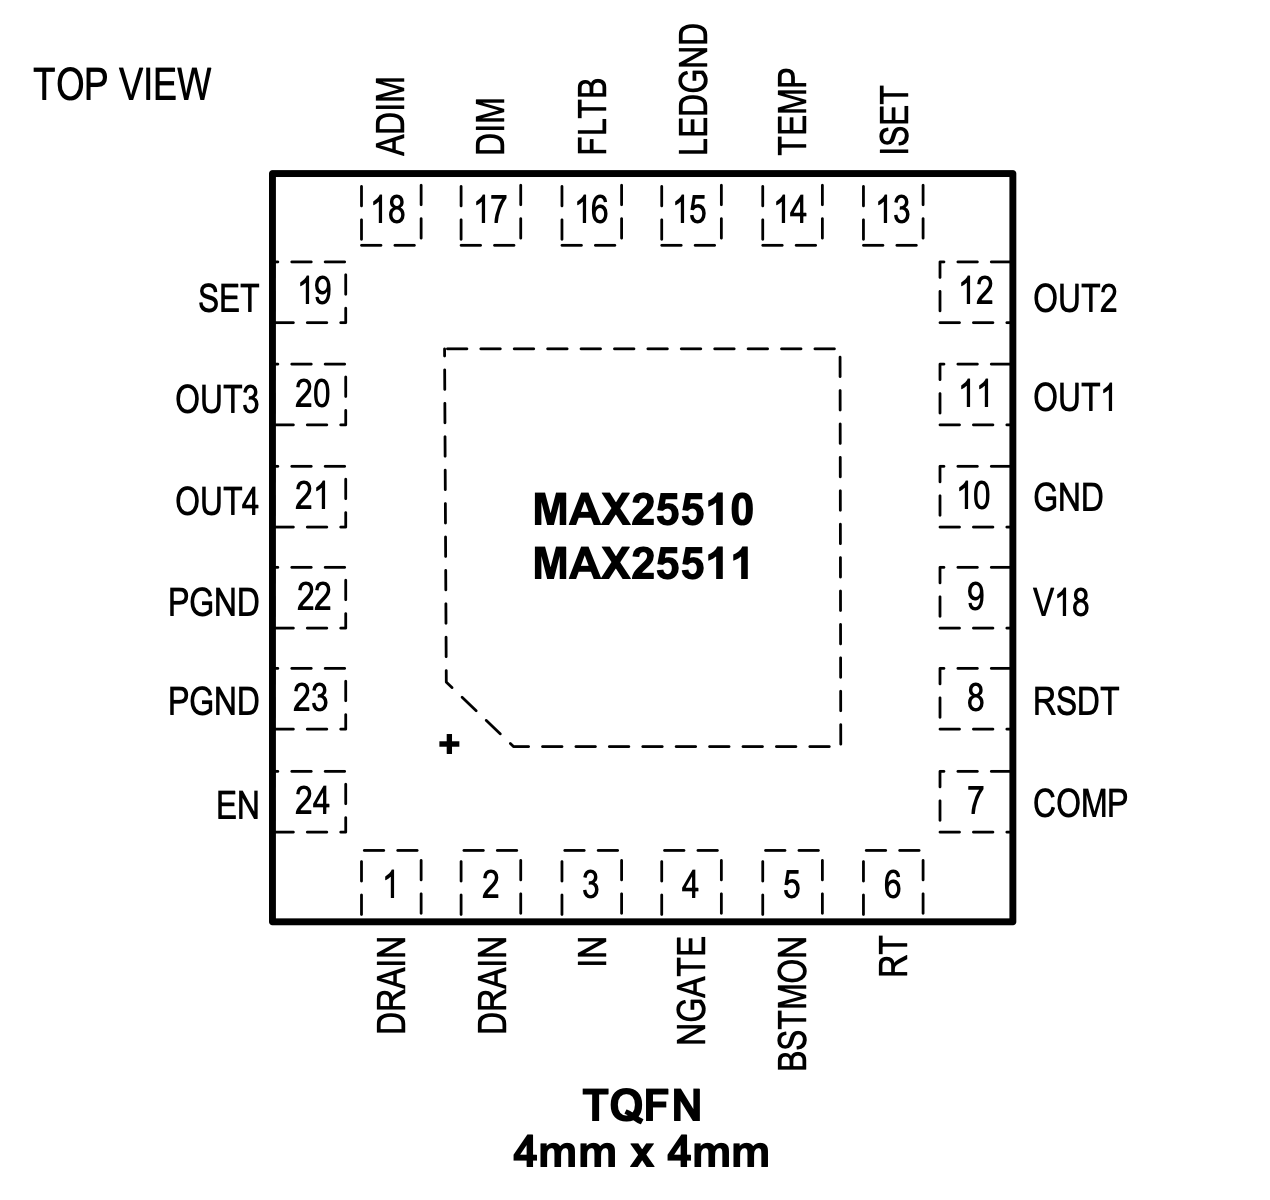 TOP VIEW
ADIM
DIM
FLTB
LEDGND
TEMP
ISET
18
17
16
15
14
13
SET
19
12
OUT2
OUT3
20
11
OUT1
OUT4
21
10
GND
PGND
22
9
V18
PGND
23
8
RSDT
EN
24
7
COMP
MAX25510
MAX25511
+
1
2
3
4
5
6
DRAIN
DRAIN
IN
NGATE
BSTMON
RT
TQFN
4mm x 4mm